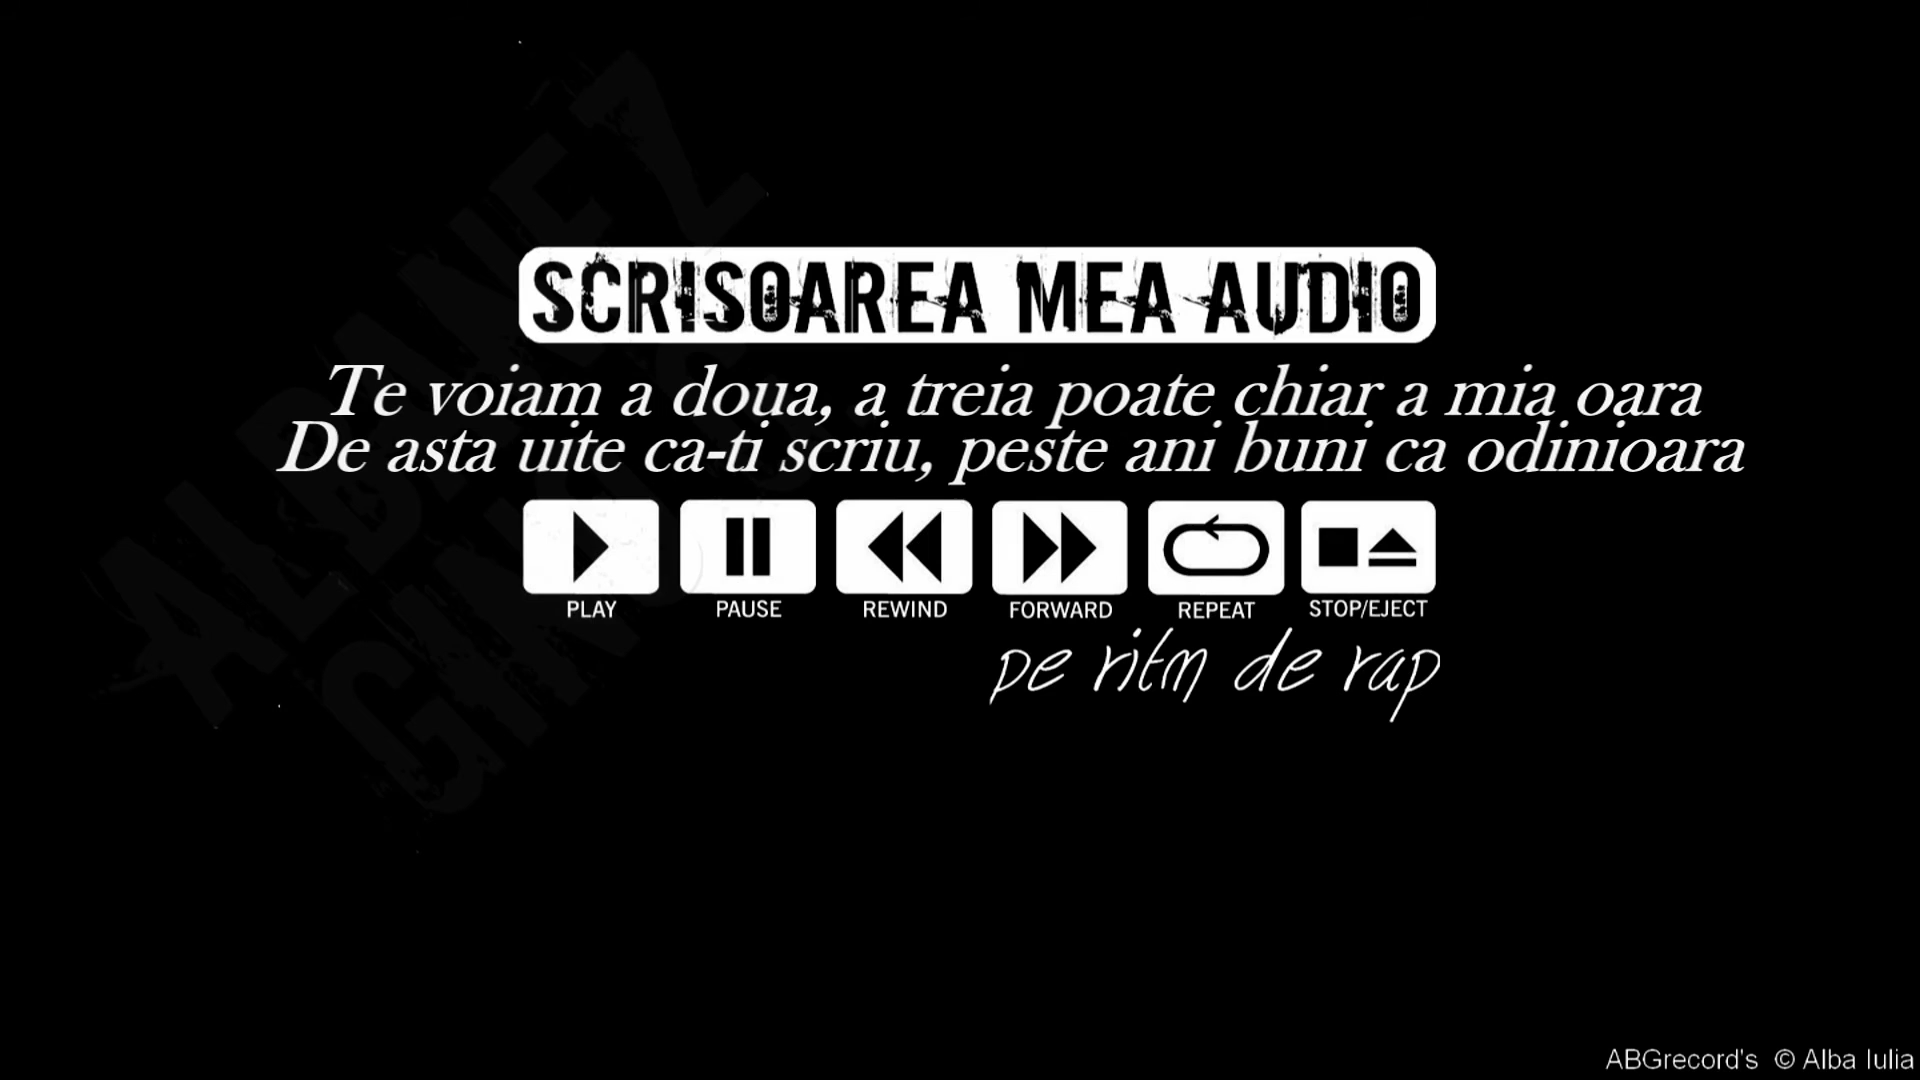 SCRISOAREA MEA AUDIO
Te voiam a doua, a treia poate chiar a mia oara
De asta uite ca-ti scriu, peste ani buni ca odinioara
PLAY PAUSE REWIND FORWARD REPEAT STOP/EJECT
pe ritm de rap
ABGrecord's © Alba Iulia